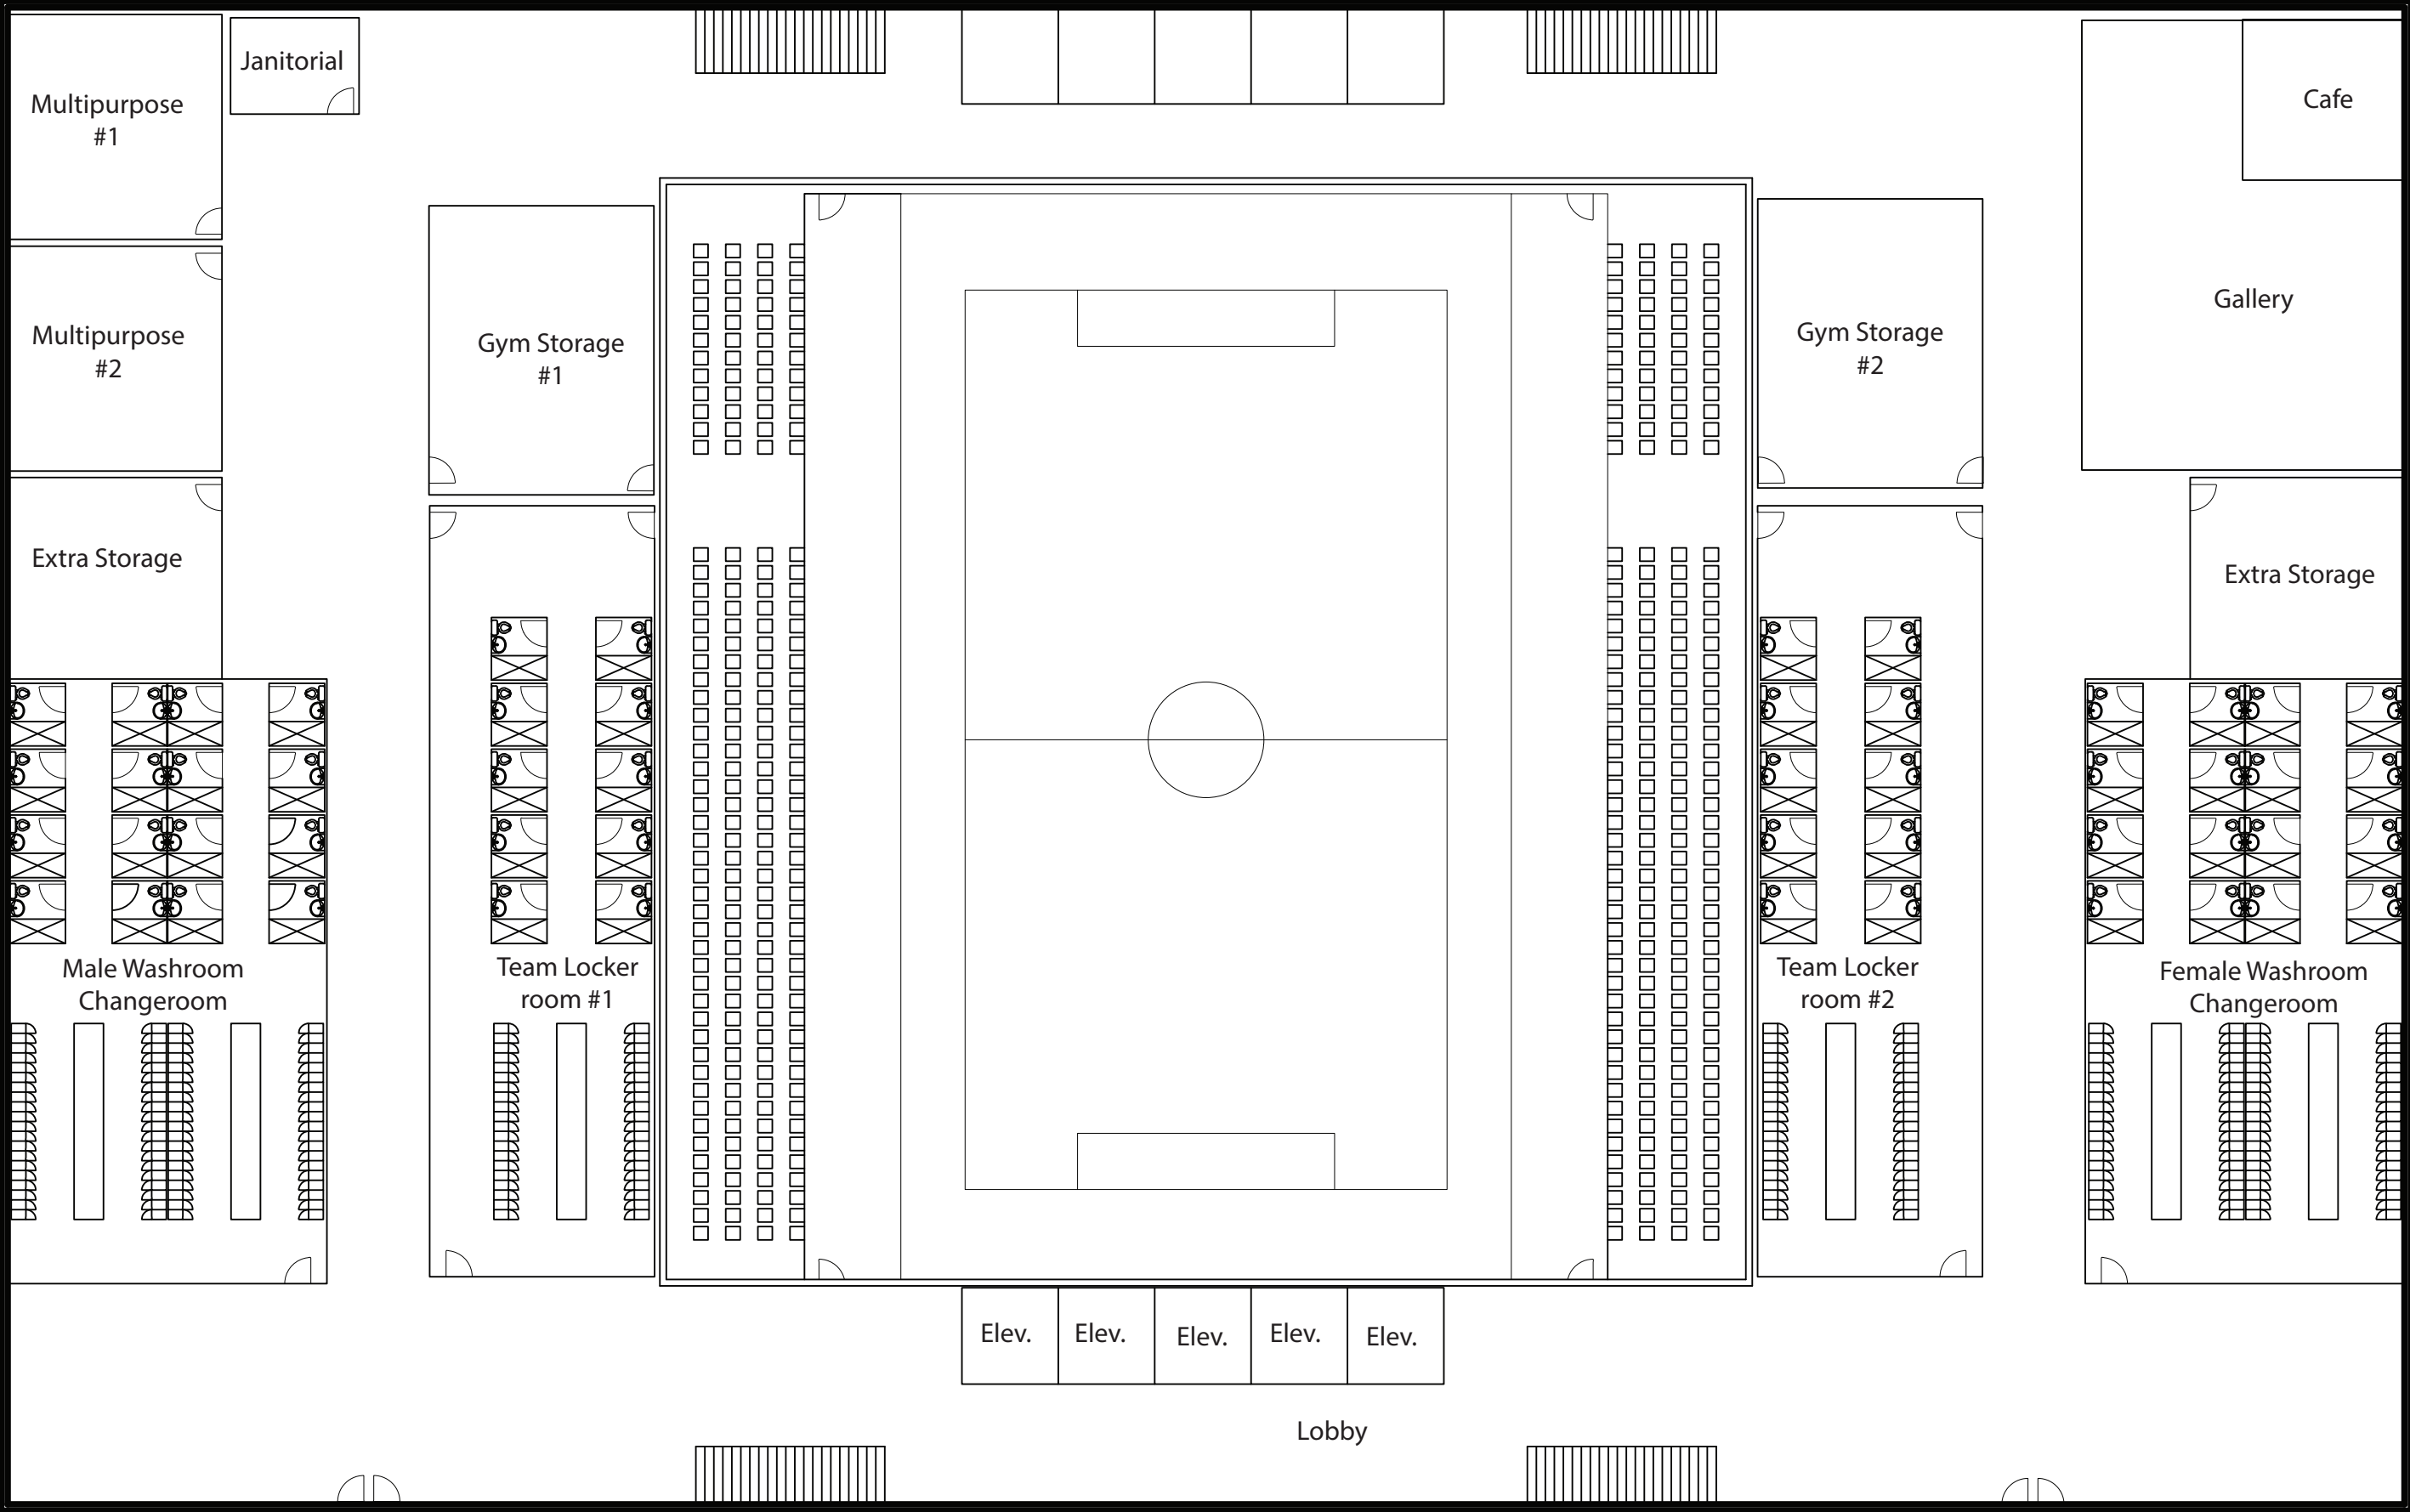 Janitorial
Multipurpose
#1
Cafe
Gallery
Multipurpose
#2
Gym Storage
#1
Gym Storage
#2
Extra Storage
Extra Storage
Male Washroom
Changeroom
Team Locker
room #1
Team Locker
room #2
Female Washroom
Changeroom
Elev.
Elev.
Elev.
Elev.
Elev.
Lobby